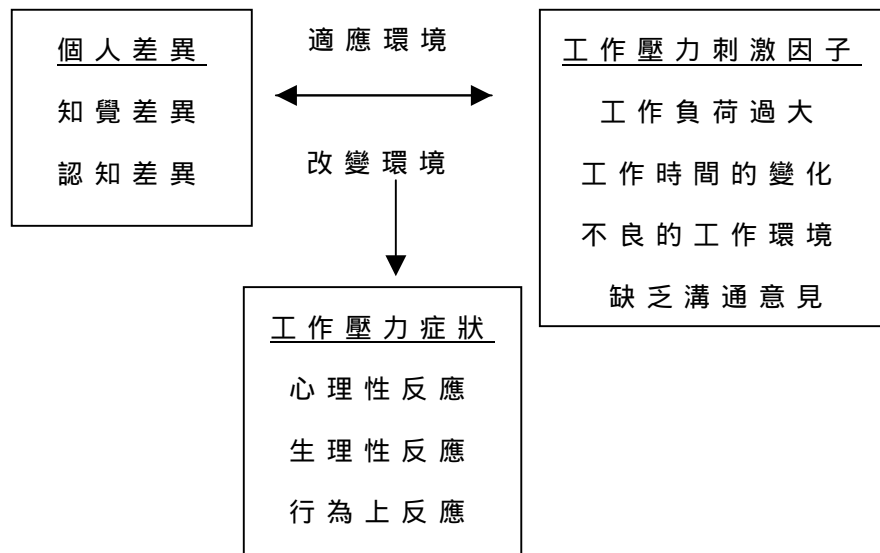 個人差異
知覺差異
認知差異
適應環境
改變環境
工作壓力刺激因子
工作負荷過大
工作時間的變化
不良的工作環境
缺乏溝通意見
工作壓力症狀
心理性反應
生理性反應
行為上反應